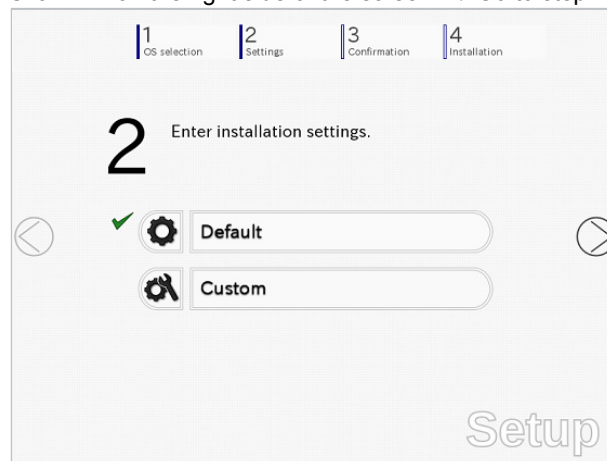 1
OS selection
2
Settings
3
Confirmation
4
Installation
2
Enter installation settings.
Default
Custom
Setup